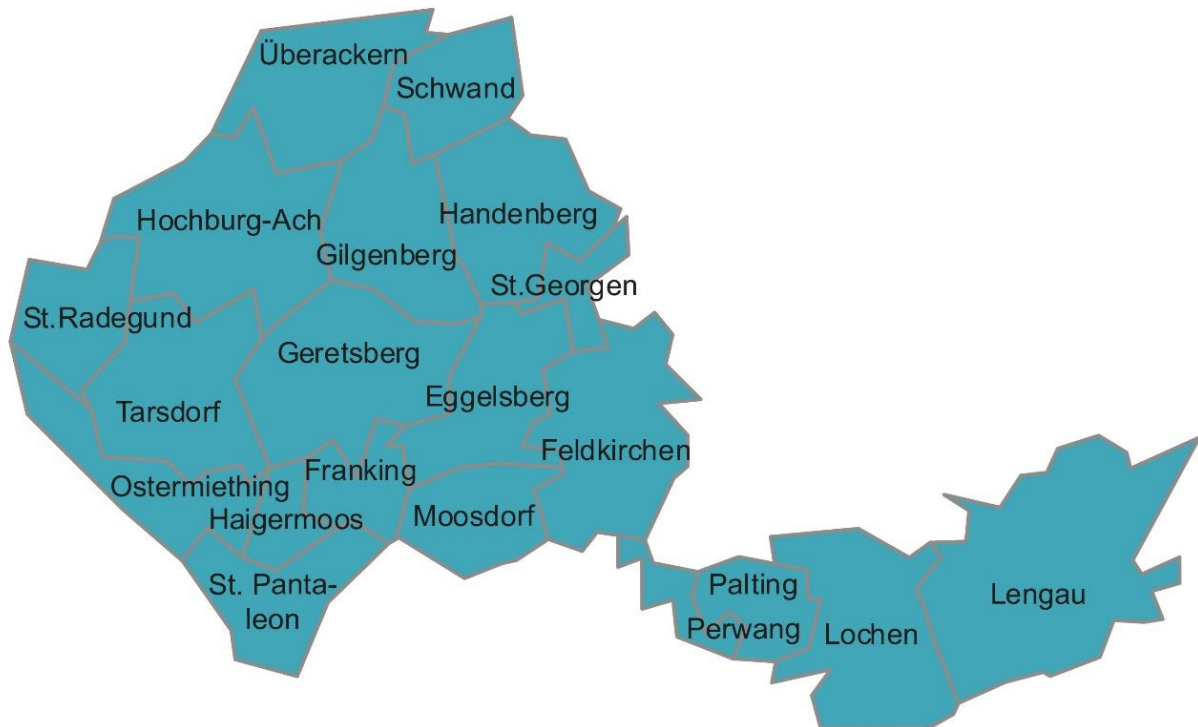 Überackern
Schwand
Hochburg-Ach
Handenberg
Gilgenberg
St.Georgen
St.Radegund
Geretsberg
Eggelsberg
Tarsdorf
Feldkirchen
Franking
Ostermiething
Haigermoos
Moosdorf
St. Panta-
leon
Palting
Lengau
Perwang
Lochen